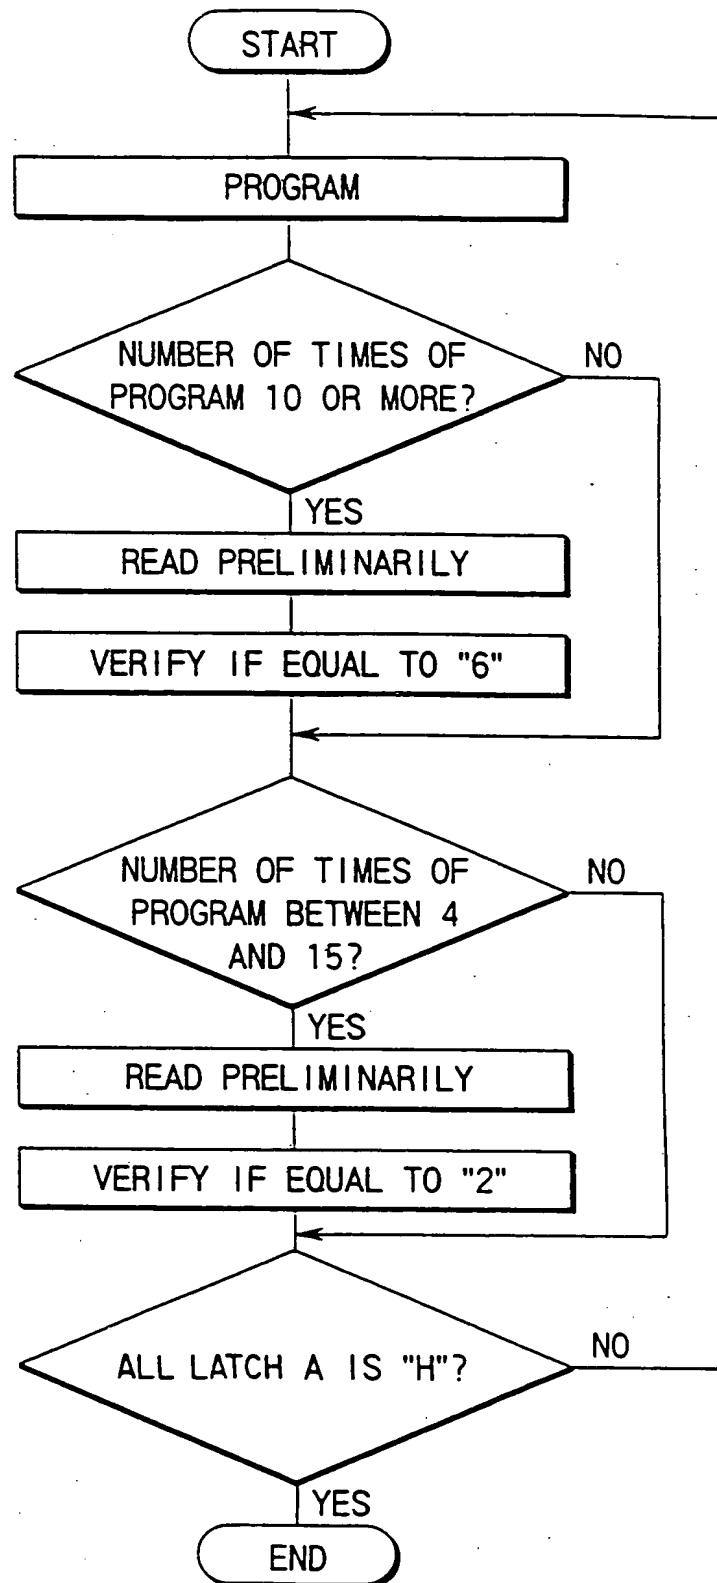 START
PROGRAM
NUMBER OF TIMES OF
PROGRAM 10 OR MORE?
NO
YES
READ PRELIMINARILY
VERIFY IF EQUAL TO "6"
NUMBER OF TIMES OF
PROGRAM BETWEEN 4
AND 15?
NO
YES
READ PRELIMINARILY
VERIFY IF EQUAL TO "2"
ALL LATCH A IS "H"?
NO
YES
END